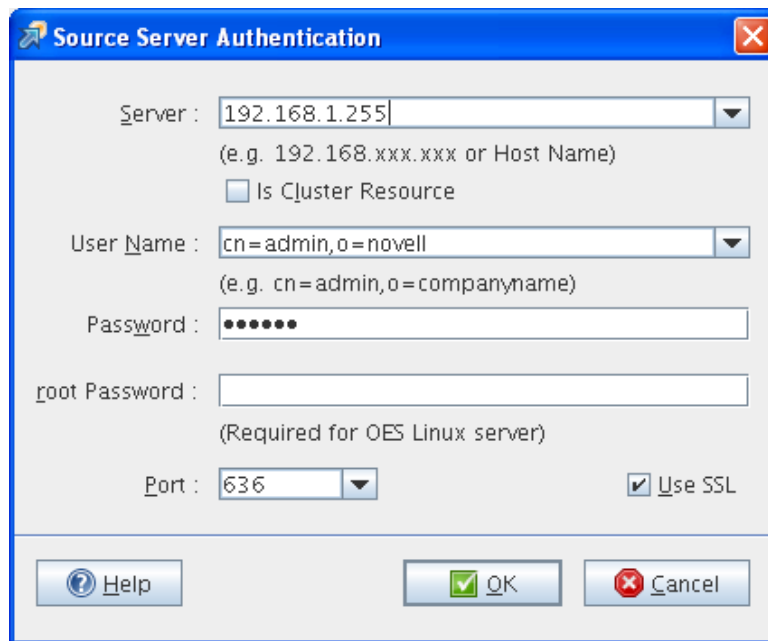 Source Server Authentication
Server : 192.168.1.255
(e.g. 192.168.xxx.xxx or Host Name)
Is Cluster Resource
User Name : cn=admin,o=novell
(e.g. cn=admin,o=companyname)
Password : ●●●●●●
root Password :
(Required for OES Linux server)
Port : 636 Use SSL
Help OK Cancel